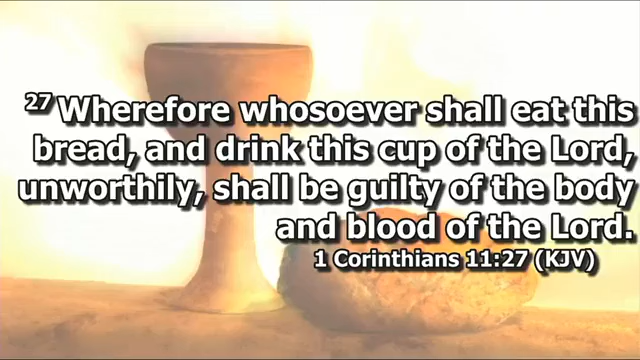 27 Wherefore whosoever shall eat this
bread, and drink this cup of the Lord,
unworthily, shall be guilty of the body
and blood of the Lord.
1 Corinthians 11:27 (KJV)